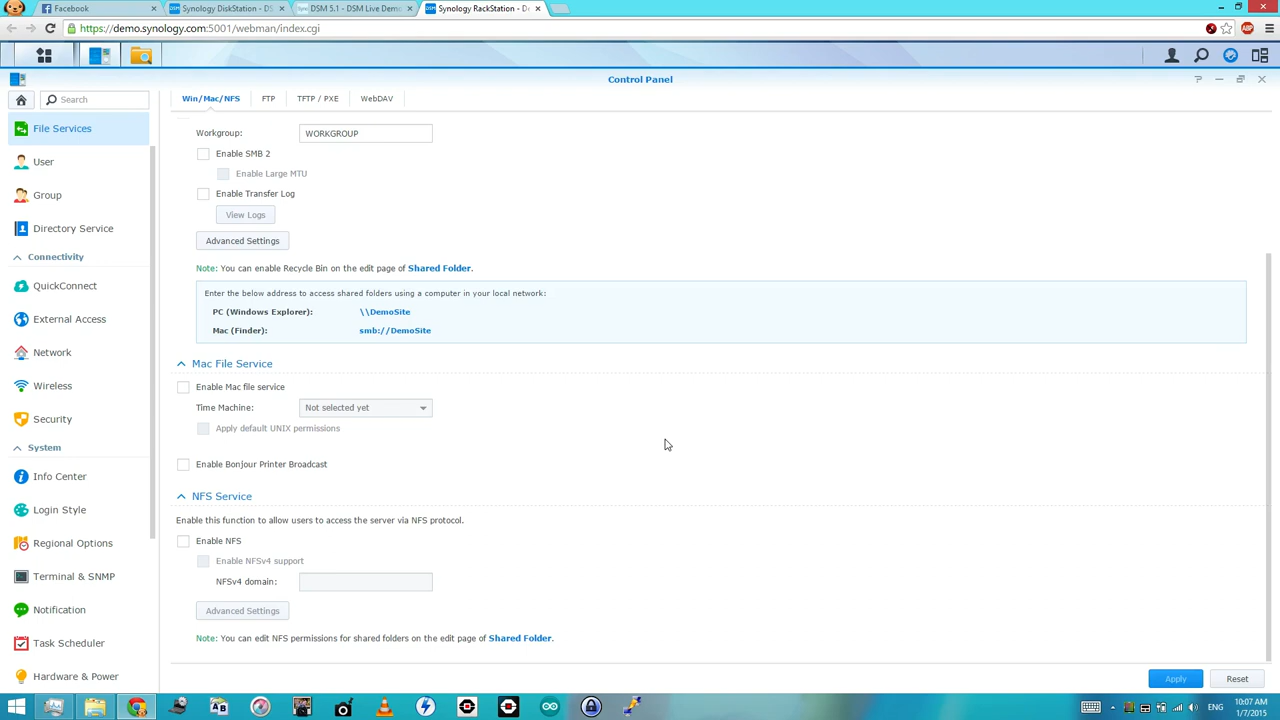 Facebook
Synology DiskStation - DS
DSM 5.1 - DSM Live Demo
Synology RackStation - De
https://demo.synology.com:5001/webman/index.cgi
Control Panel
Search
Win/Mac/NFS
FTP
TFTP / PXE
WebDAV
File Services
User
Group
Directory Service
Connectivity
QuickConnect
External Access
Network
Wireless
Security
System
Info Center
Login Style
Regional Options
Terminal & SNMP
Notification
Task Scheduler
Hardware & Power
Workgroup: WORKGROUP
Enable SMB 2
Enable Large MTU
Enable Transfer Log
View Logs
Advanced Settings
Note: You can enable Recycle Bin on the edit page of Shared Folder.
Enter the below address to access shared folders using a computer in your local network:
PC (Windows Explorer): \\DemoSite
Mac (Finder): smb://DemoSite
Mac File Service
Enable Mac file service
Time Machine: Not selected yet
Apply default UNIX permissions
Enable Bonjour Printer Broadcast
NFS Service
Enable this function to allow users to access the server via NFS protocol.
Enable NFS
Enable NFSv4 support
NFSv4 domain:
Advanced Settings
Note: You can edit NFS permissions for shared folders on the edit page of Shared Folder.
Apply
Reset
10:07 AM
1/7/2015